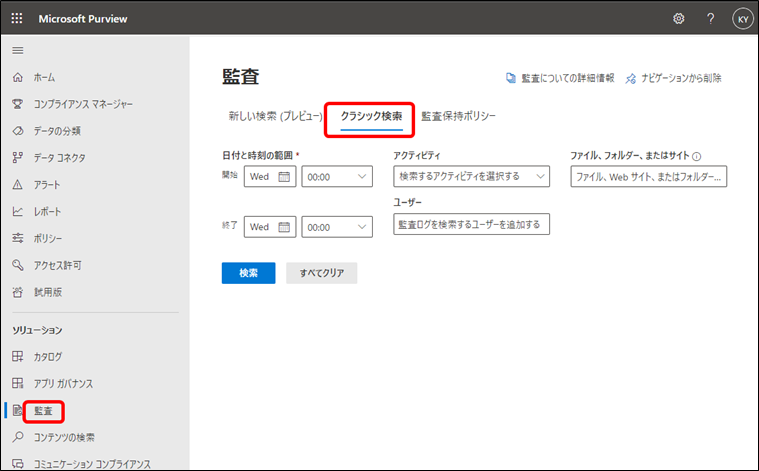 Microsoft Purview
?
KY
ホーム
コンプライアンス マネージャー
データの分類
データ コネクタ
アラート
レポート
ポリシー
アクセス許可
試用版
ソリューション
カタログ
アプリ ガバナンス
監査
コンテンツの検索
コミュニケーション コンプライアンス
監査
監査についての詳細情報
ナビゲーションから削除
新しい検索 (プレビュー)
クラシック検索
監査保持ポリシー
日付と時刻の範囲 *
開始 Wed 00:00
終了 Wed 00:00
アクティビティ
検索するアクティビティを選択する
ユーザー
監査ログを検索するユーザーを追加する
ファイル、フォルダー、またはサイト
ファイル、Web サイト、またはフォルダー...
検索
すべてクリア